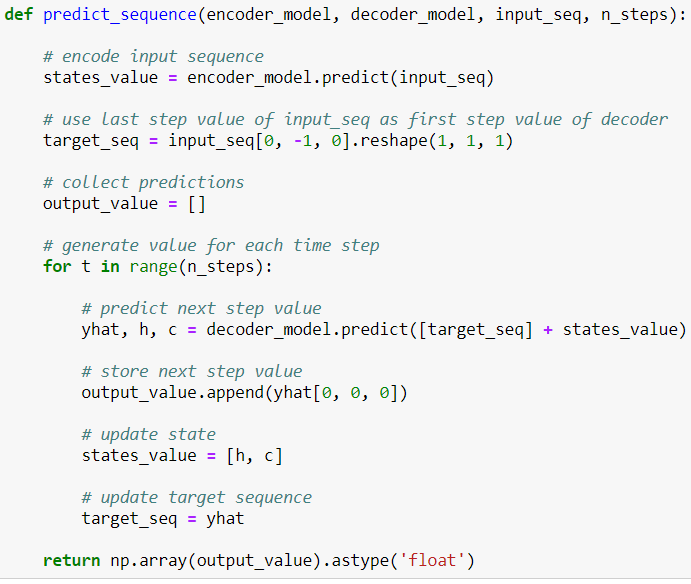 def predict_sequence(encoder_model, decoder_model, input_seq, n_steps):
# encode input sequence
states_value = encoder_model.predict(input_seq)
# use last step value of input_seq as first step value of decoder
target_seq = input_seq[0, -1, 0].reshape(1, 1, 1)
# collect predictions
output_value = []
# generate value for each time step
for t in range(n_steps):
# predict next step value
yhat, h, c = decoder_model.predict([target_seq] + states_value)
# store next step value
output_value.append(yhat[0, 0, 0])
# update state
states_value = [h, c]
# update target sequence
target_seq = yhat
return np.array(output_value).astype('float')